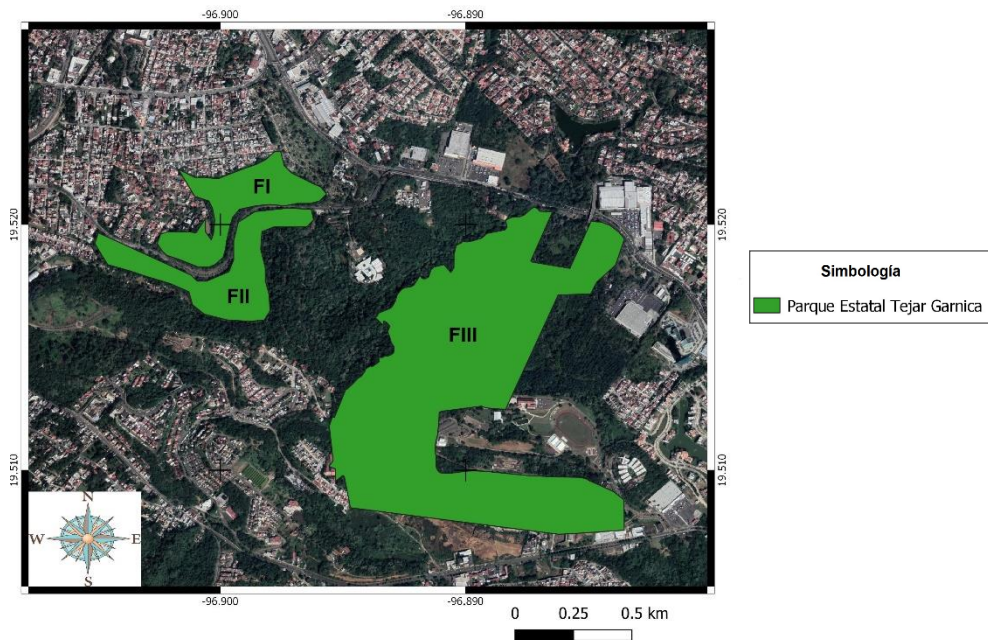 -96.900
-96.890
FI
19.520
19.520
FII
FIII
Simbología
Parque Estatal Tejar Garnica
19.510
19.510
N
W
E
S
-96.900
-96.890
0
0.25
0.5 km